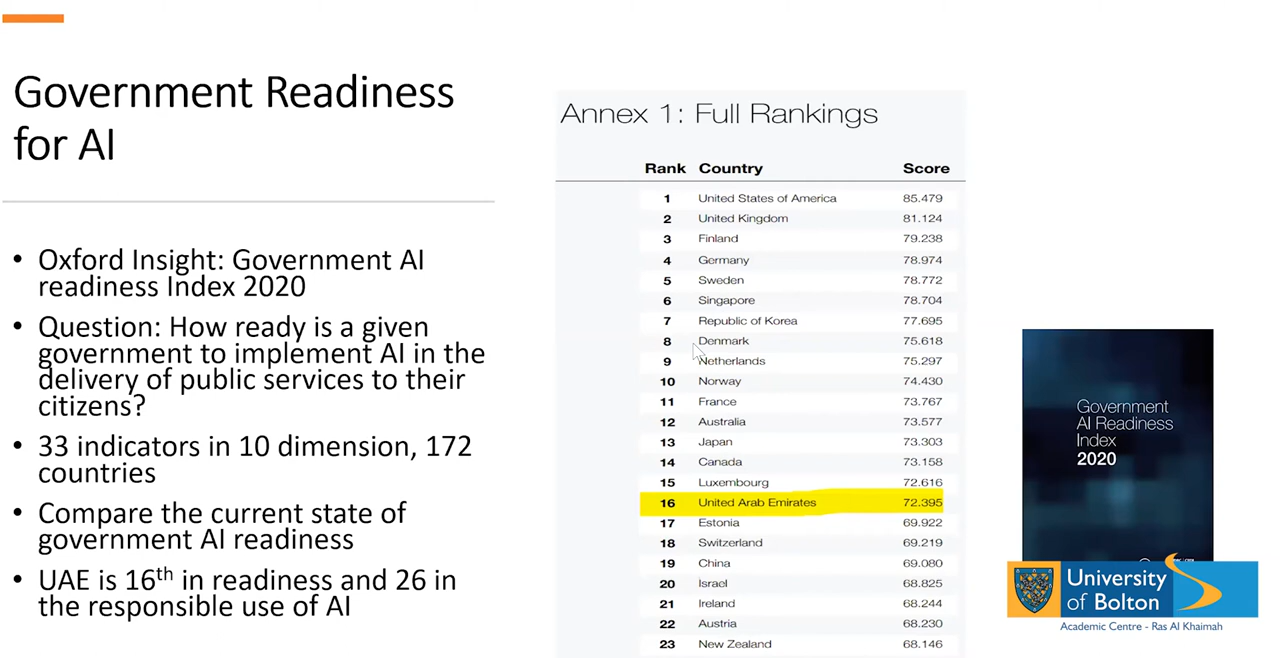 Government Readiness
for AI
• Oxford Insight: Government AI
readiness Index 2020
• Question: How ready is a given
government to implement AI in the
delivery of public services to their
citizens?
• 33 indicators in 10 dimension, 172
countries
• Compare the current state of
government AI readiness
• UAE is 16th in readiness and 26 in
the responsible use of AI
Annex 1: Full Rankings
Rank Country Score
1 United States of America 85.479
2 United Kingdom 81.124
3 Finland 79.238
4 Germany 78.974
5 Sweden 78.772
6 Singapore 78.704
7 Republic of Korea 77.695
8 Denmark 75.618
9 Netherlands 75.297
10 Norway 74.430
11 France 73.767
12 Australia 73.577
13 Japan 73.303
14 Canada 73.158
15 Luxembourg 72.616
16 United Arab Emirates 72.395
17 Estonia 69.922
18 Switzerland 69.219
19 China 69.080
20 Israel 68.825
21 Ireland 68.244
22 Austria 68.230
23 New Zealand 68.146
Government
AI Readiness
Index
2020
University
of Bolton
Academic Centre - Ras Al Khaimah